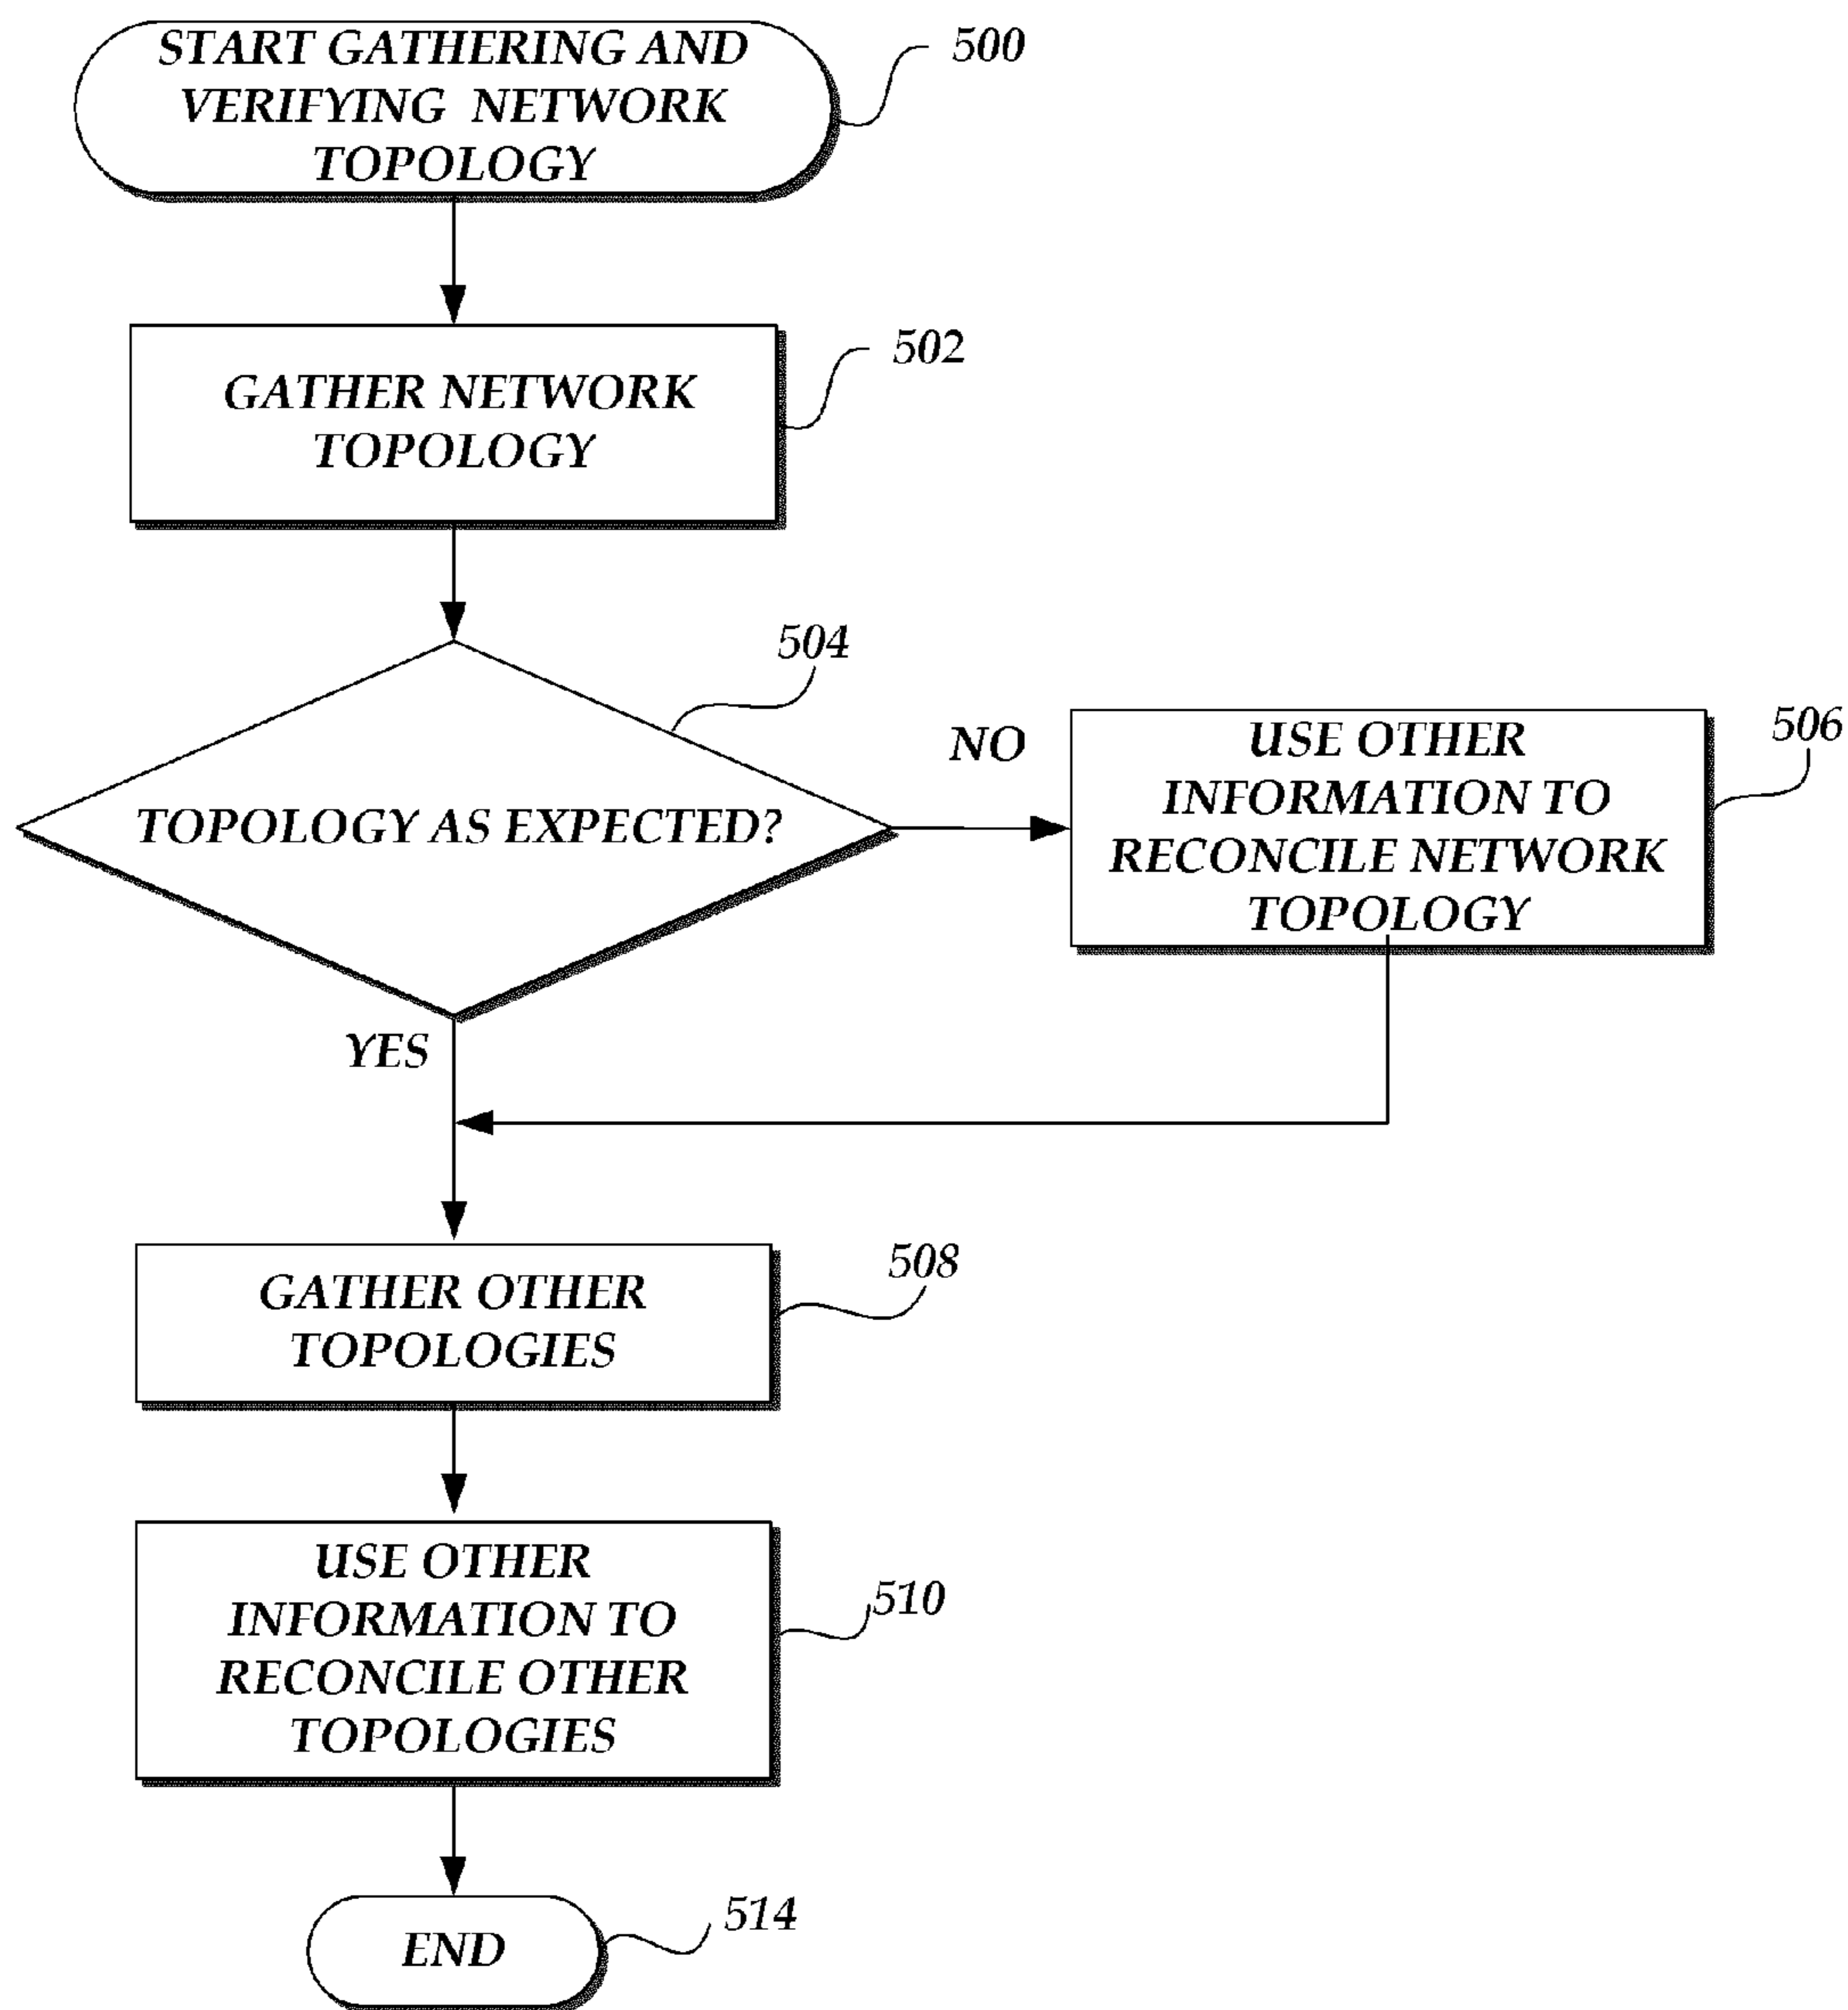 START GATHERING AND
VERIFYING NETWORK
TOPOLOGY
500
GATHER NETWORK
TOPOLOGY
502
TOPOLOGY AS EXPECTED?
504
NO
USE OTHER
INFORMATION TO
RECONCILE NETWORK
TOPOLOGY
506
YES
GATHER OTHER
TOPOLOGIES
508
USE OTHER
INFORMATION TO
RECONCILE OTHER
TOPOLOGIES
510
END
514